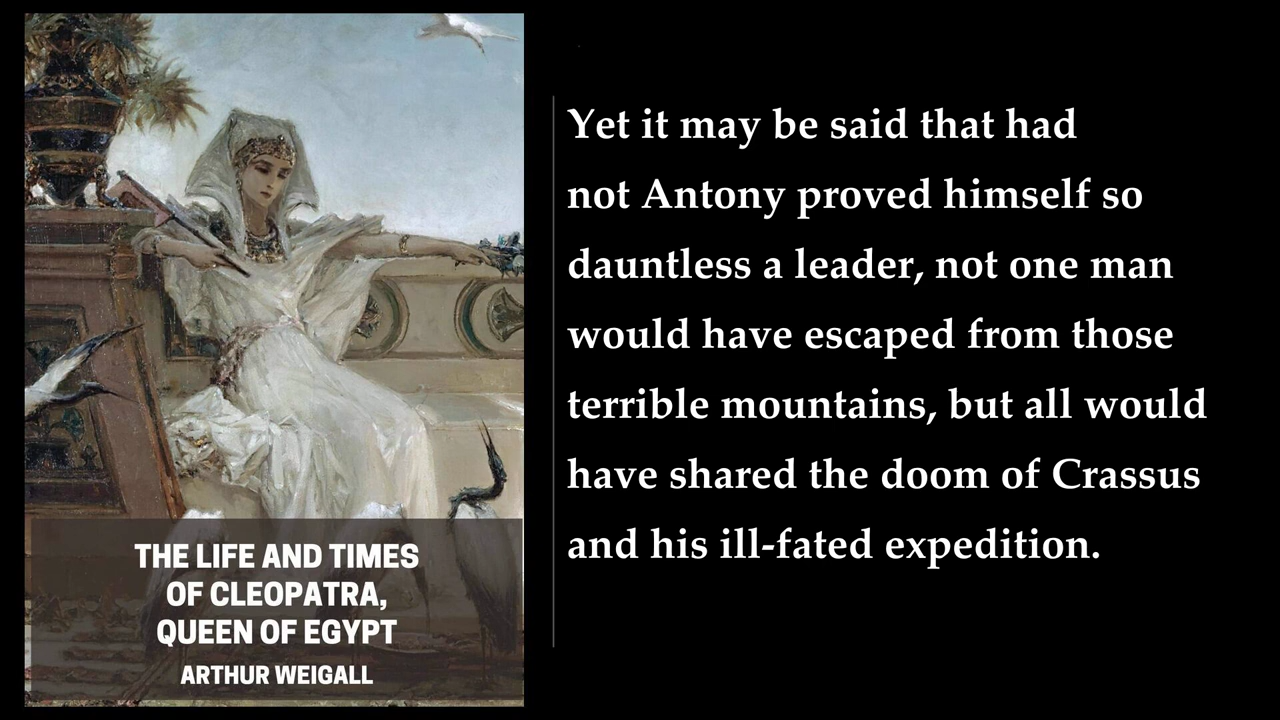 THE LIFE AND TIMES
OF CLEOPATRA,
QUEEN OF EGYPT
ARTHUR WEIGALL
Yet it may be said that had
not Antony proved himself so
dauntless a leader, not one man
would have escaped from those
terrible mountains, but all would
have shared the doom of Crassus
and his ill-fated expedition.